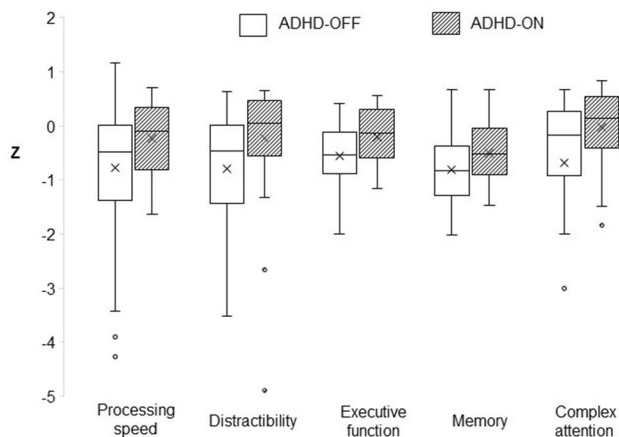 2
ADHD-OFF
ADHD-ON
1
0
Z
-1
-2
-3
-4
-5
Processing
speed
Distractibility
Executive
function
Memory
Complex
attention